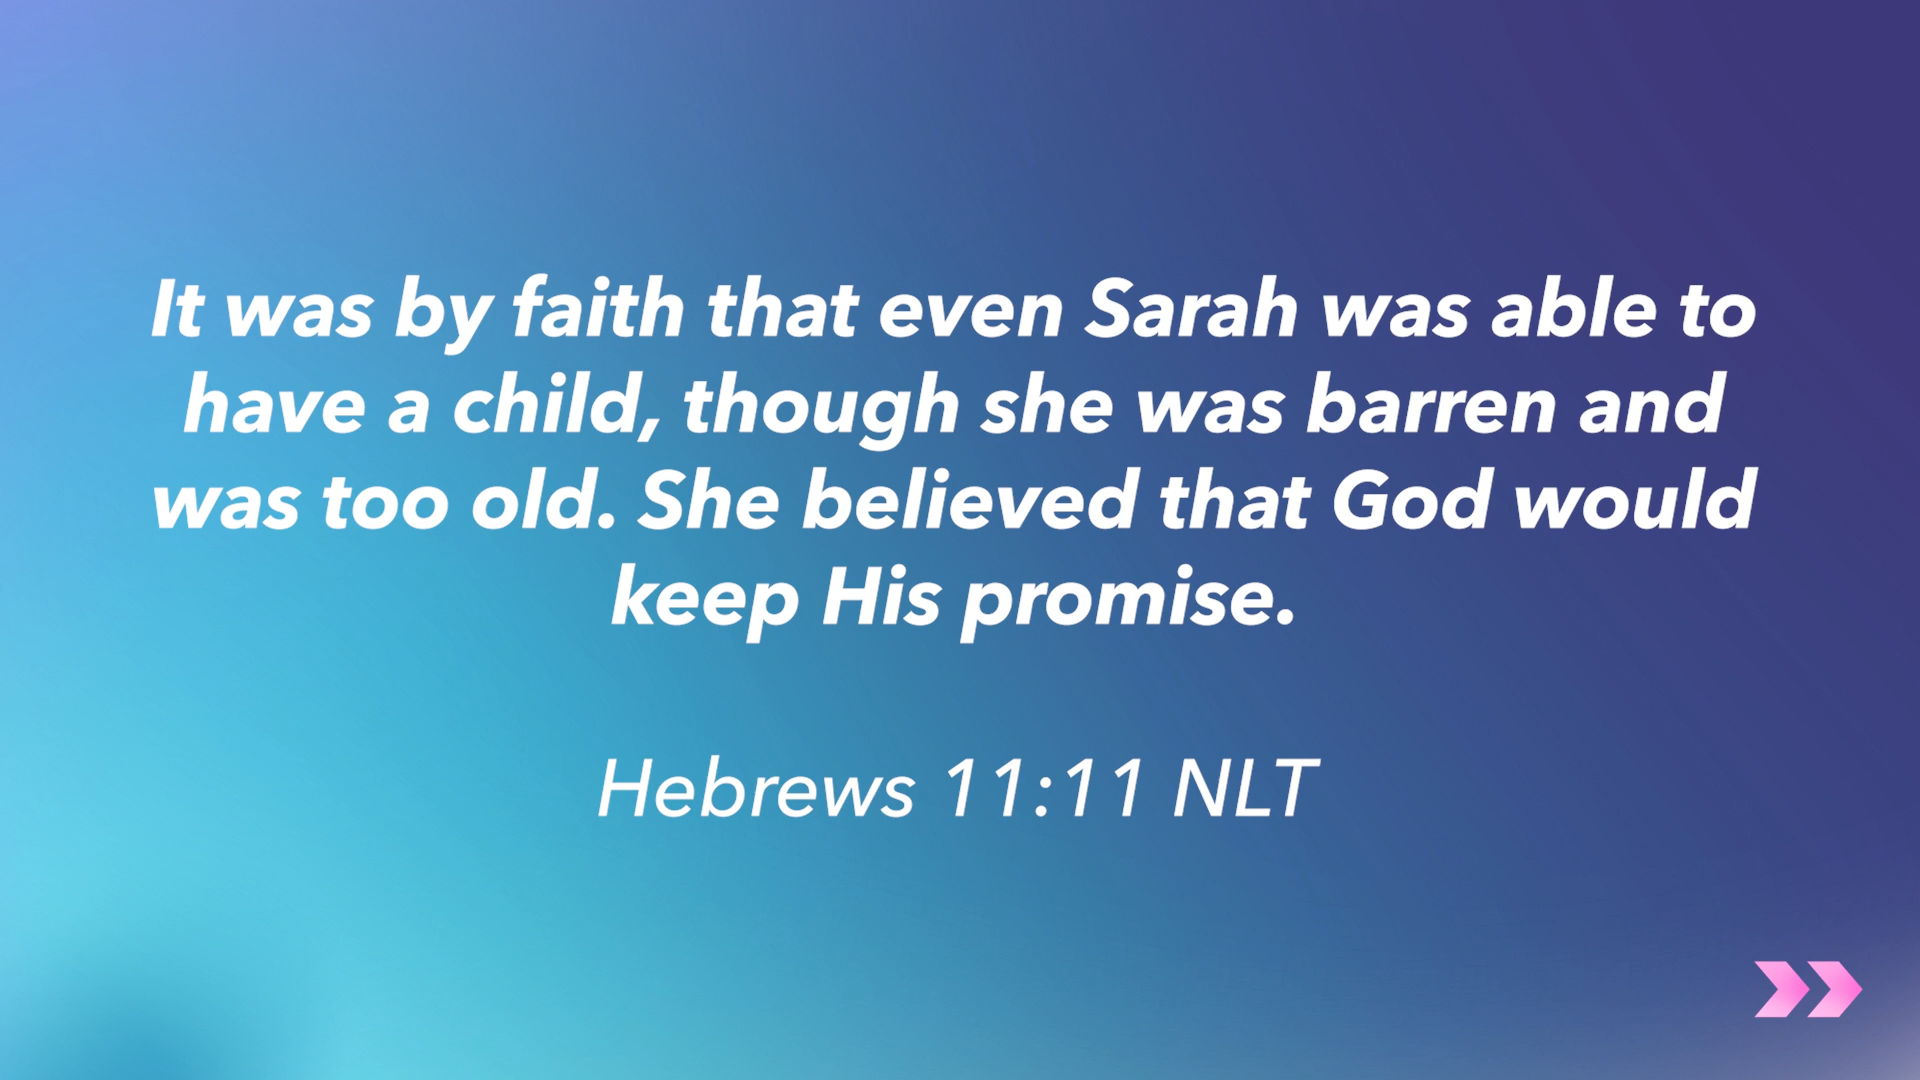 It was by faith that even Sarah was able to
have a child, though she was barren and
was too old. She believed that God would
keep His promise.
Hebrews 11:11 NLT